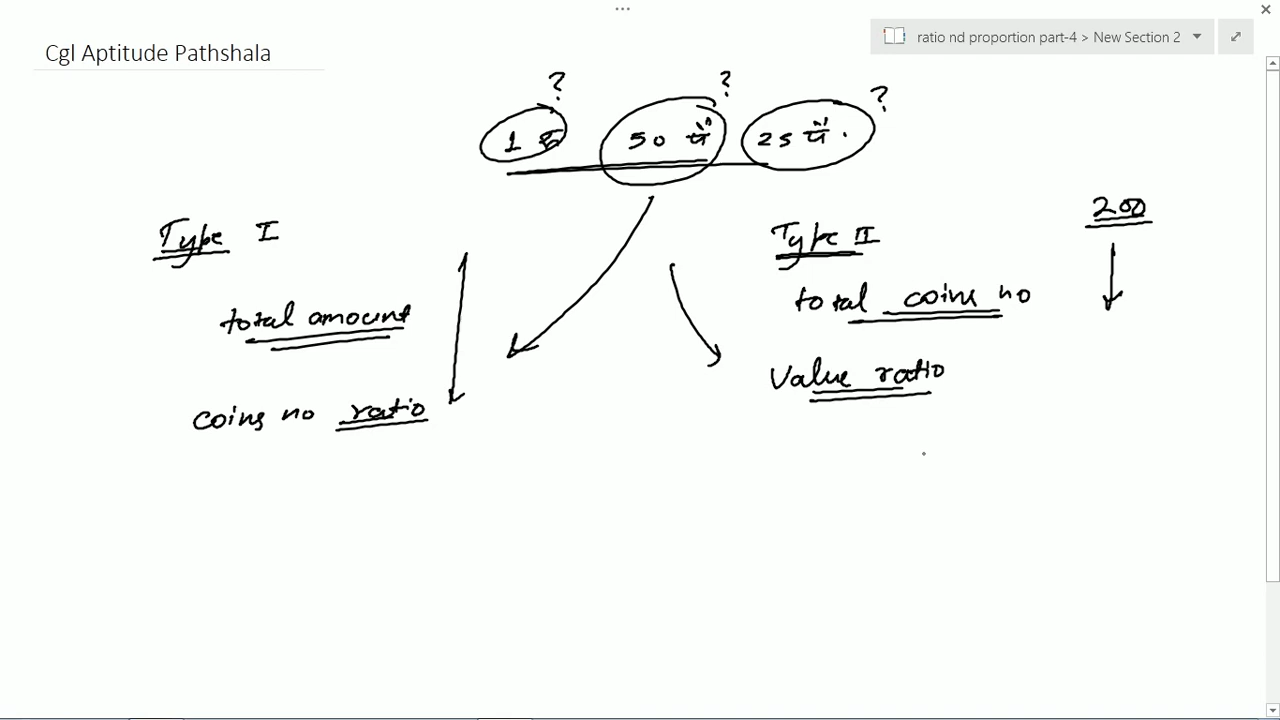 Cgl Aptitude Pathshala
ratio nd proportion part-4 > New Section 2
? ? ?
1 रु 50 पै 25 पै.
200
Type I
Type II
total amount
total coins no
coins no ratio
Value ratio